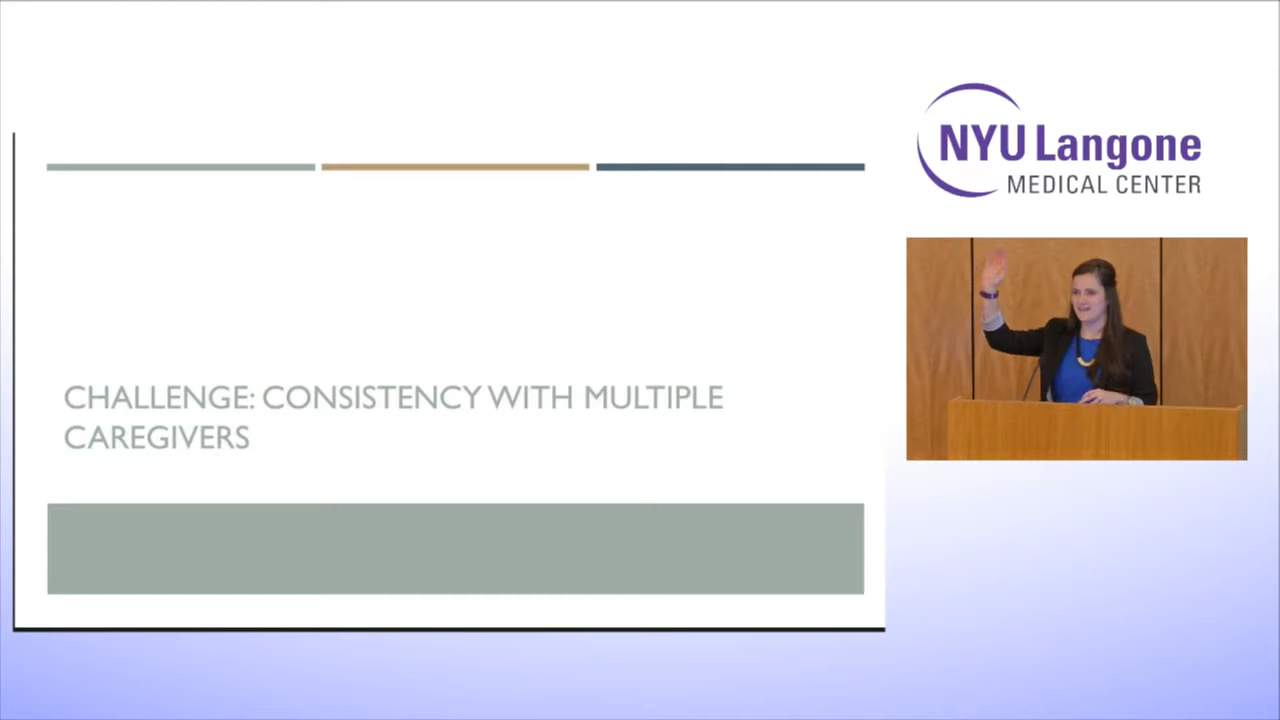 NYU Langone
MEDICAL CENTER
CHALLENGE: CONSISTENCY WITH MULTIPLE
CAREGIVERS